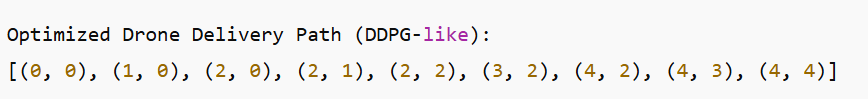 Optimized Drone Delivery Path (DDPG-like):
[(0, 0), (1, 0), (2, 0), (2, 1), (2, 2), (3, 2), (4, 2), (4, 3), (4, 4)]